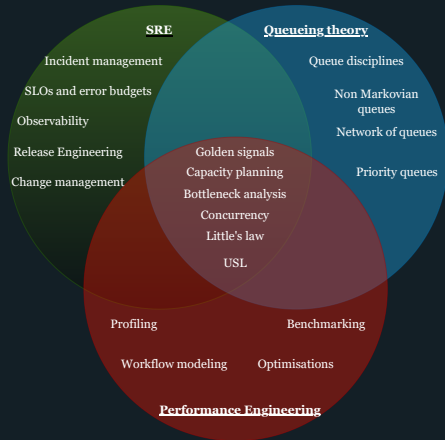 SRE
Incident management
SLOs and error budgets
Observability
Release Engineering
Change management
Queueing theory
Queue disciplines
Non Markovian
queues
Network of queues
Priority queues
Golden signals
Capacity planning
Bottleneck analysis
Concurrency
Little's law
USL
Profiling
Benchmarking
Workflow modeling
Optimisations
Performance Engineering